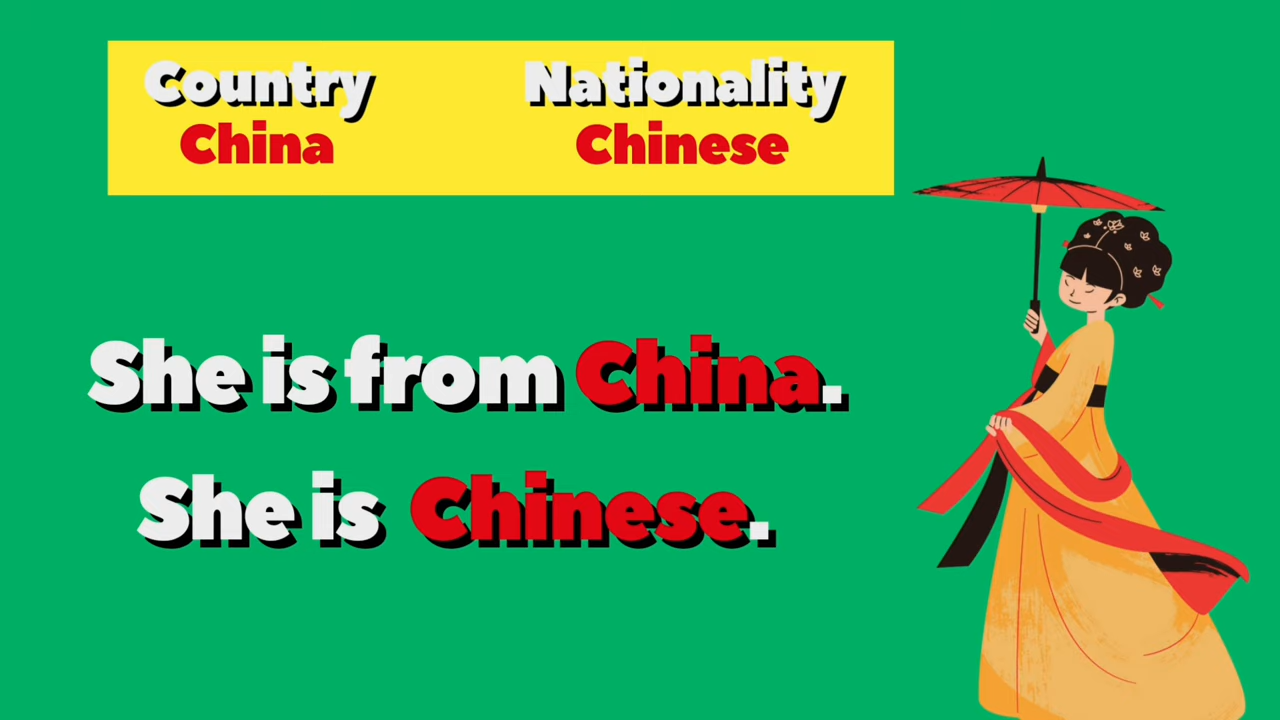 Country Nationality
China Chinese
She is from China.
She is Chinese.